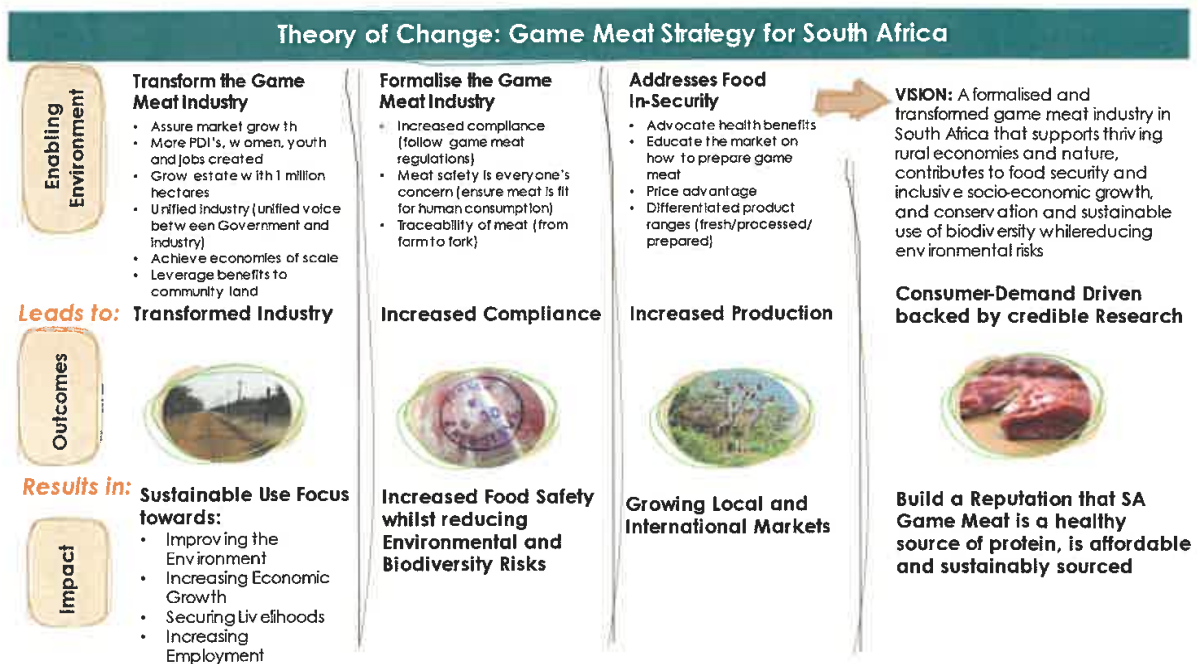 Theory of Change: Game Meat Strategy for South Africa
Enabling
Environment
Transform the Game
Meat Industry
• Assure market growth
• More PDI's, women, youth
and jobs created
• Grow estate with 1 million
hectares
• Unified industry (unified voice
between Government and
Industry)
• Achieve economies of scale
• Leverage benefits to
community land
Formalise the Game
Meat Industry
• Increased compliance
(follow game meat
regulations)
• Meat safety is everyone's
concern (ensure meat is fit
for human consumption)
• Traceability of meat (from
farm to fork)
Addresses Food
In-Security
• Advocate health benefits
• Educate the market on
how to prepare game
meat
• Price advantage
• Differentiated product
ranges (fresh/processed/
prepared)
VISION: A formalised and
transformed game meat industry in
South Africa that supports thriving
rural economies and nature,
contributes to food security and
inclusive socio-economic growth,
and conservation and sustainable
use of biodiversity whilereducing
environmental risks
Leads to:
Transformed Industry
Increased Compliance
Increased Production
Consumer-Demand Driven
backed by credible Research
Outcomes
Results in:
Impact
Sustainable Use Focus
towards:
• Improving the
Environment
• Increasing Economic
Growth
• Securing Livelihoods
• Increasing
Employment
Increased Food Safety
whilst reducing
Environmental and
Biodiversity Risks
Growing Local and
International Markets
Build a Reputation that SA
Game Meat is a healthy
source of protein, is affordable
and sustainably sourced